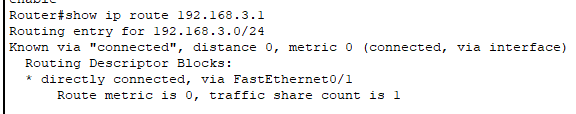 Router#show ip route 192.168.3.1
Routing entry for 192.168.3.0/24
Known via "connected", distance 0, metric 0 (connected, via interface)
Routing Descriptor Blocks:
* directly connected, via FastEthernet0/1
Route metric is 0, traffic share count is 1